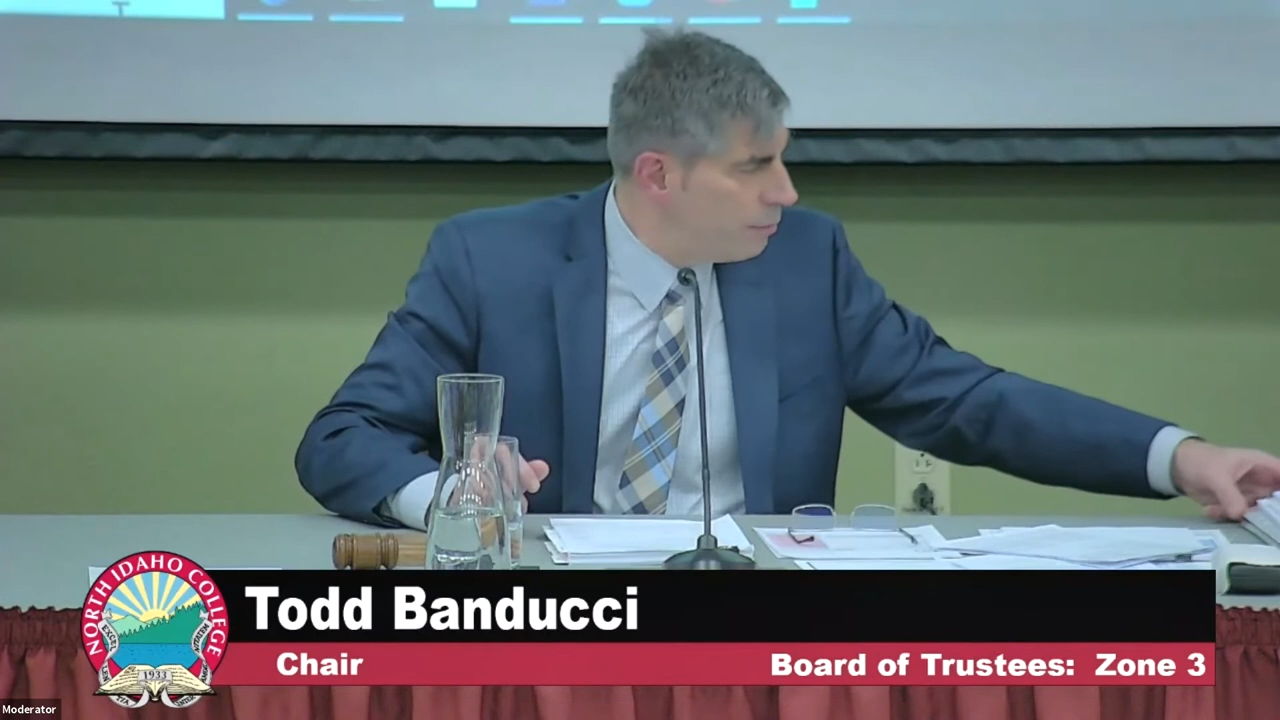 T
NORTH IDAHO COLLEGE
1933
Todd Banducci
Chair
Board of Trustees: Zone 3
Moderator